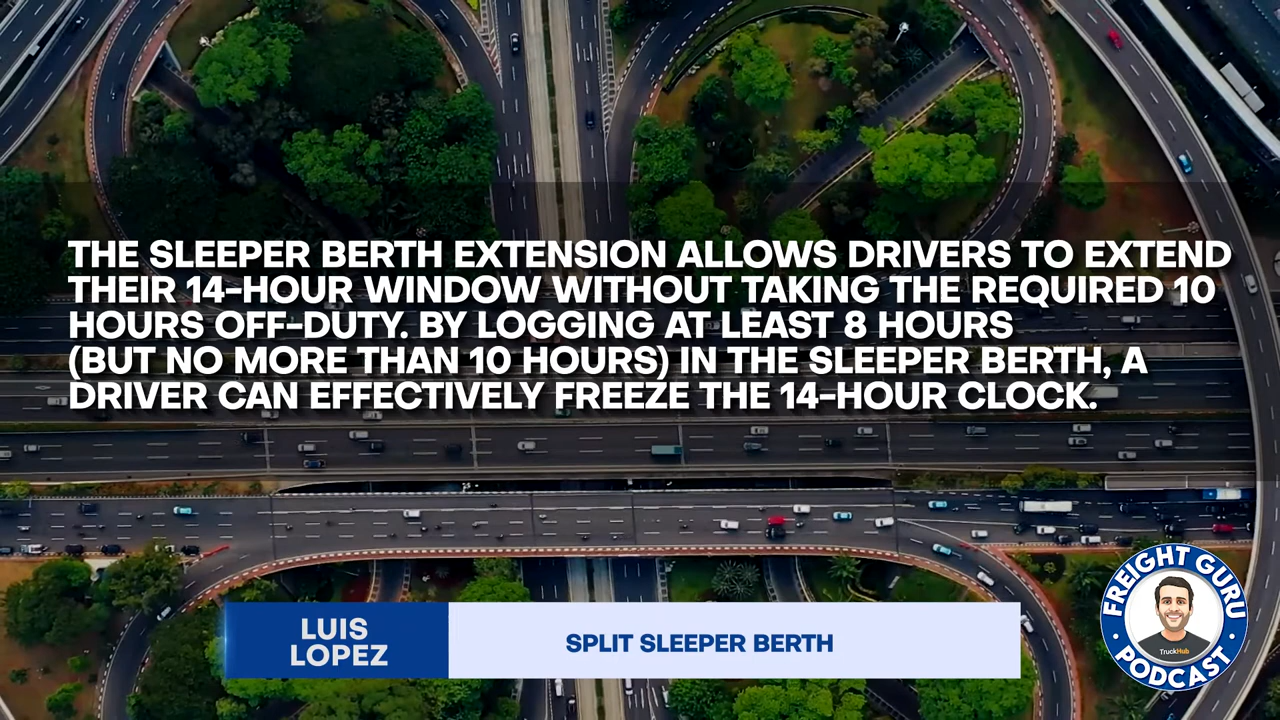 THE SLEEPER BERTH EXTENSION ALLOWS DRIVERS TO EXTEND
THEIR 14-HOUR WINDOW WITHOUT TAKING THE REQUIRED 10
HOURS OFF-DUTY. BY LOGGING AT LEAST 8 HOURS
(BUT NO MORE THAN 10 HOURS) IN THE SLEEPER BERTH, A
DRIVER CAN EFFECTIVELY FREEZE THE 14-HOUR CLOCK.
LUIS
LOPEZ
SPLIT SLEEPER BERTH
FREIGHT GURU
TruckHub
PODCAST